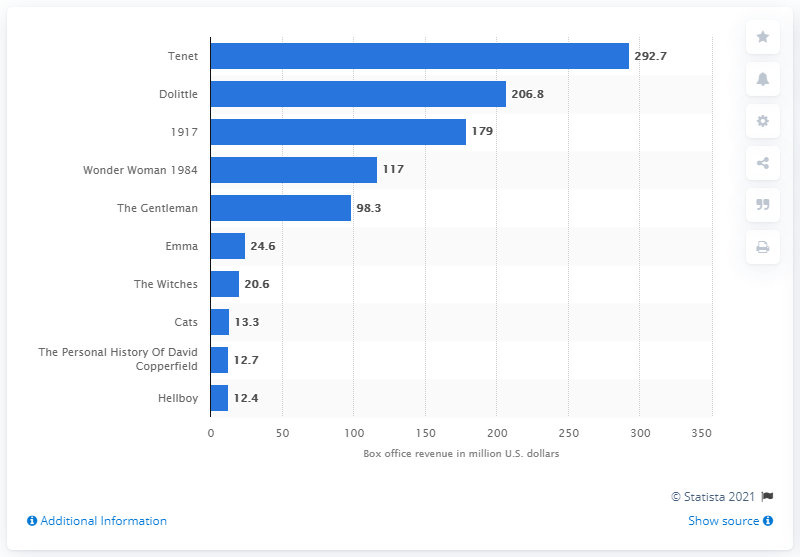 Tenet 292.7
Dolittle 206.8
1917 179
Wonder Woman 1984 117
The Gentleman 98.3
Emma 24.6
The Witches 20.6
Cats 13.3
The Personal History Of David
Copperfield 12.7
Hellboy 12.4
0 50 100 150 200 250 300 350
Box office revenue in million U.S. dollars
© Statista 2021
Additional Information
Show source